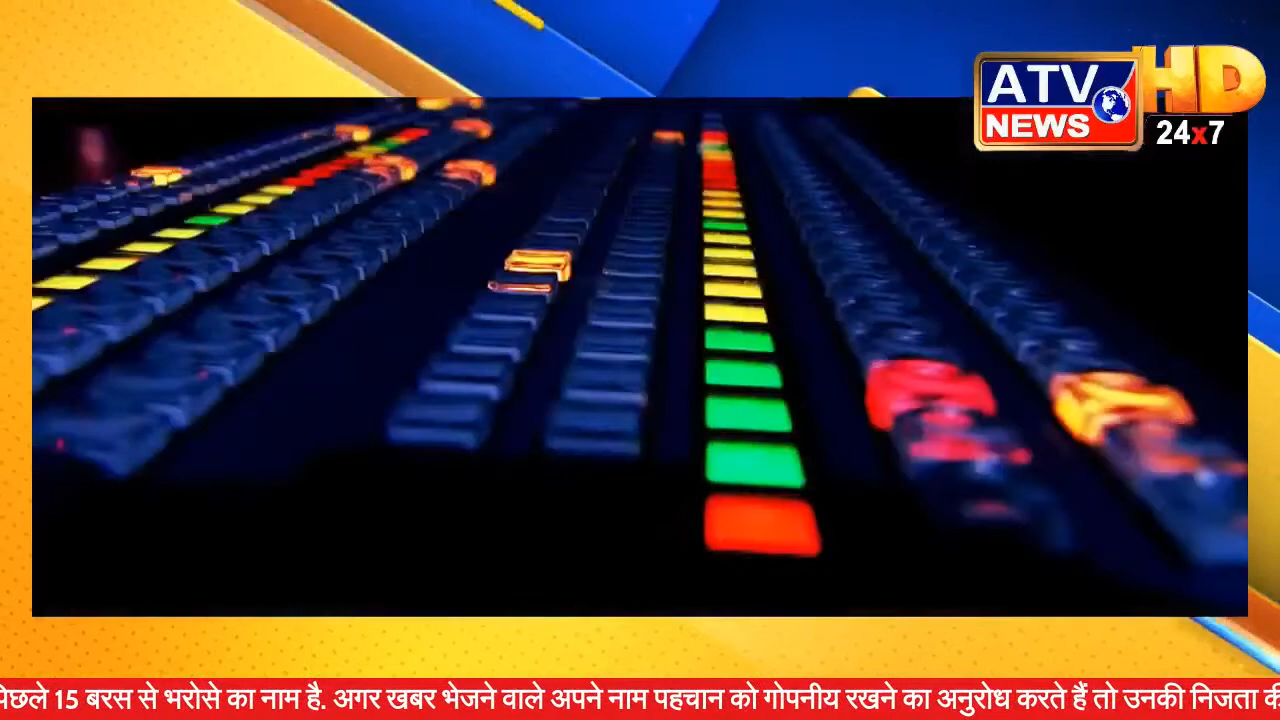 ATV
HD
NEWS
24x7
पिछले 15 बरस से भरोसे का नाम है. अगर खबर भेजने वाले अपने नाम पहचान को गोपनीय रखने का अनुरोध करते हैं तो उनकी निजता की